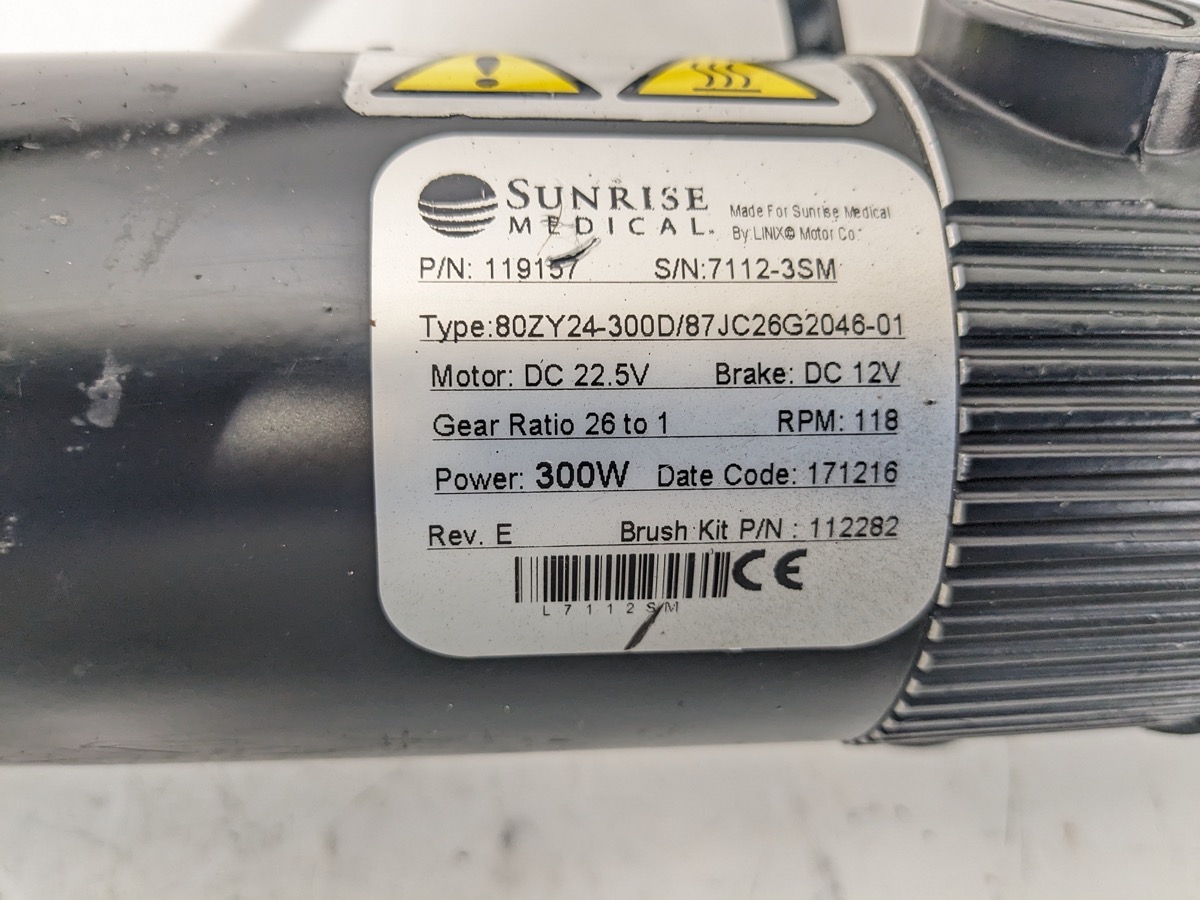 SUNRISE
MEDICAL.
Made For Sunrise Medical
By:LINIX® Motor Co.
P/N: 119157 S/N:7112-3SM
Type:80ZY24-300D/87JC26G2046-01
Motor: DC 22.5V Brake: DC 12V
Gear Ratio 26 to 1 RPM: 118
Power: 300W Date Code: 171216
Rev. E Brush Kit P/N : 112282
CE
L7112SM